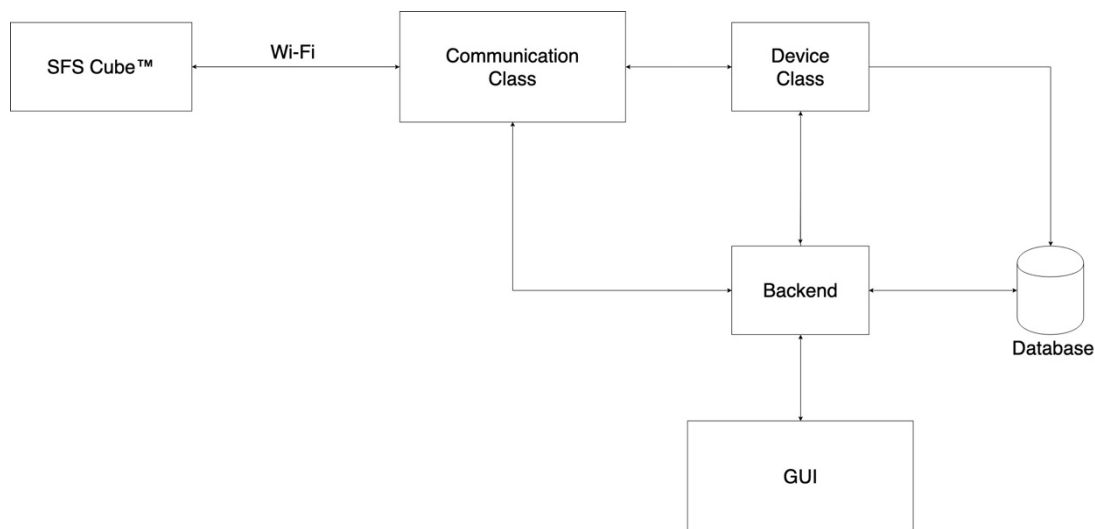 SFS Cube™
Wi-Fi
Communication
Class
Device
Class
Backend
Database
GUI